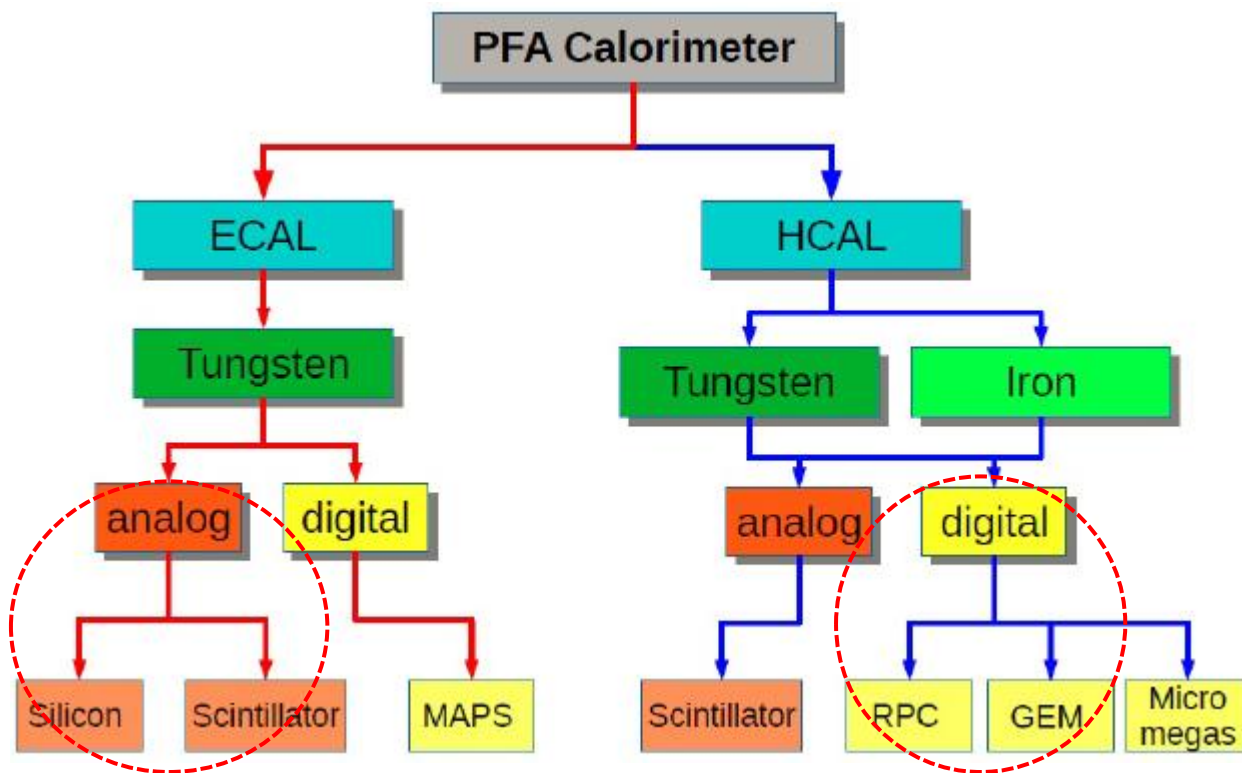 PFA Calorimeter
ECAL
HCAL
Tungsten
Tungsten
Iron
analog
digital
analog
digital
Silicon
Scintillator
MAPS
Scintillator
RPC
GEM
Micro
megas